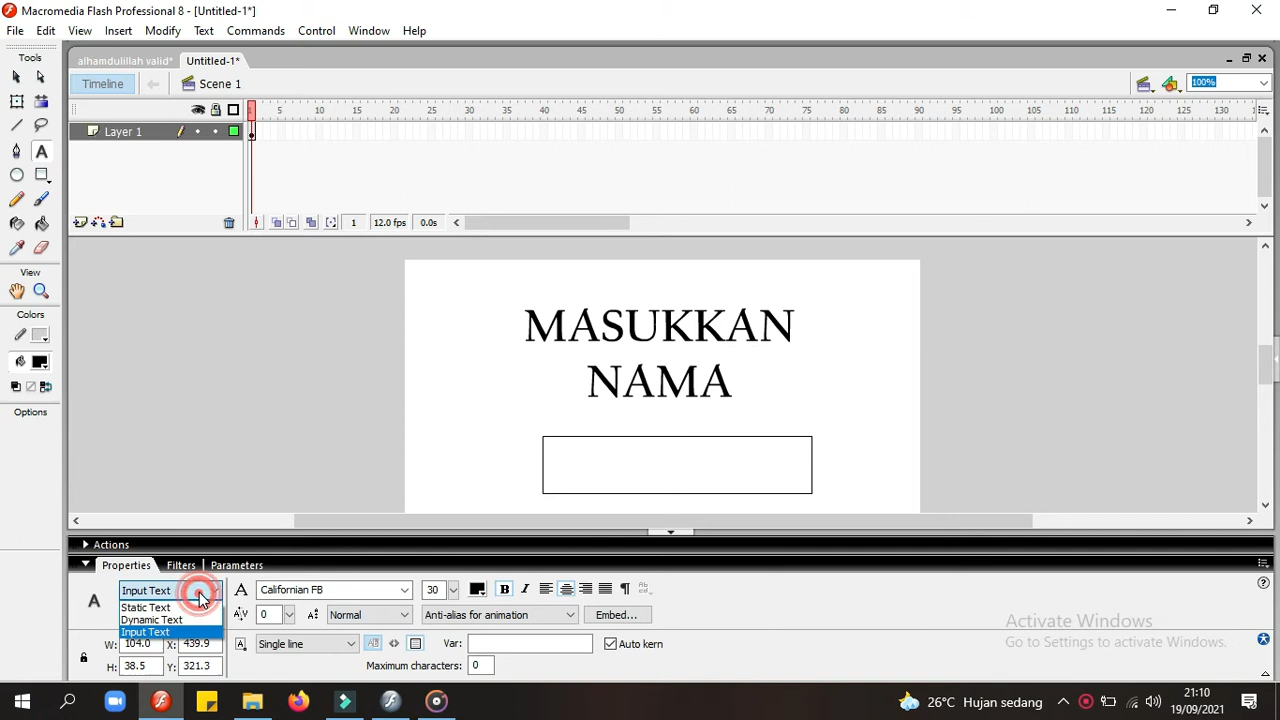 Macromedia Flash Professional 8 - [Untitled-1*]
File Edit View Insert Modify Text Commands Control Window Help
Tools
alhamdulillah valid* Untitled-1*
Timeline Scene 1 100%
5 10 15 20 25 30 35 40 45 50 55 60 65 70 75 80 85 90 95 100 105 110 115 120 125 130
Layer 1
1 12.0 fps 0.0s
View
Colors
Options
MASUKKAN
NAMA
Actions
Properties Filters Parameters
Input Text A Californian FB 30 B I
Static Text
Dynamic Text
Input Text
A
0 Normal Anti-alias for animation Embed...
W: 104.0 X: 439.9 Single line Var: Auto kern
H: 38.5 Y: 321.3 Maximum characters: 0
Activate Windows
Go to Settings to activate Windows.
26°C Hujan sedang 21:10
19/09/2021